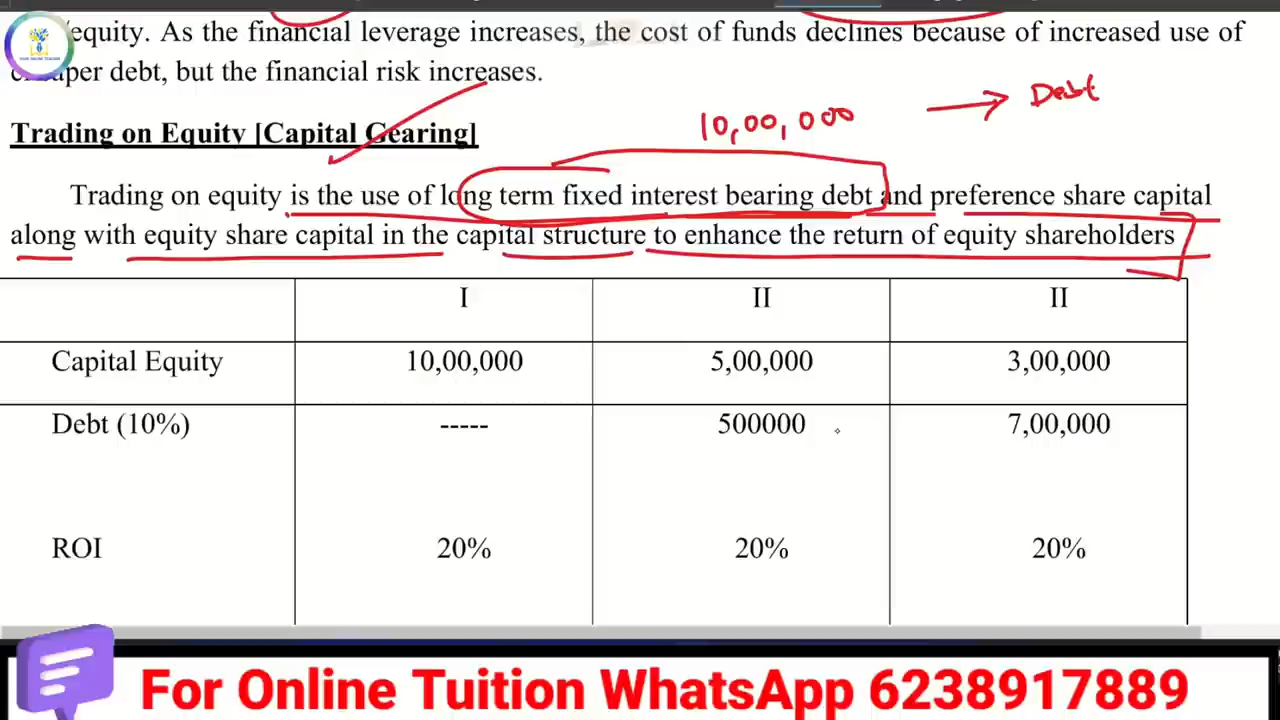 /equity. As the financial leverage increases, the cost of funds declines because of increased use of
debt, but the financial risk increases.
10,00,000 → Debt
Trading on Equity [Capital Gearing]
Trading on equity is the use of long term fixed interest bearing debt and preference share capital
along with equity share capital in the capital structure to enhance the return of equity shareholders
I II II
Capital Equity 10,00,000 5,00,000 3,00,000
Debt (10%) ----- 500000 7,00,000
ROI 20% 20% 20%
For Online Tuition WhatsApp 6238917889